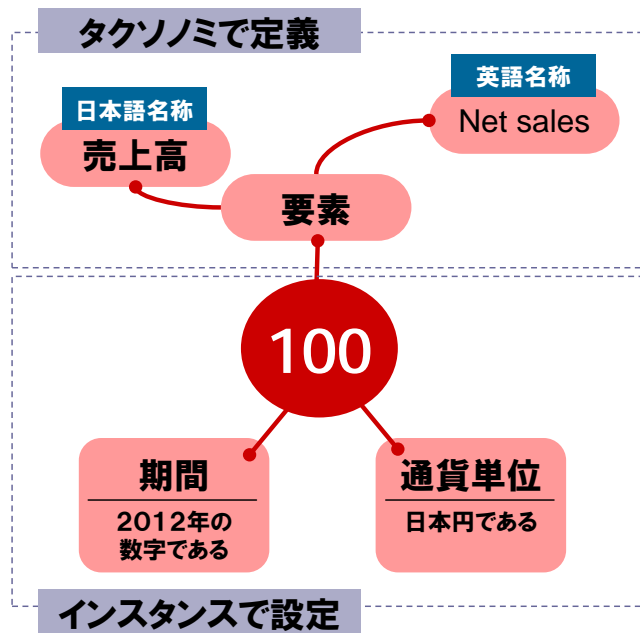 タクソノミで定義
英語名称
Net sales
日本語名称
売上高
要素
100
期間
2012年の
数字である
通貨単位
日本円である
インスタンスで設定